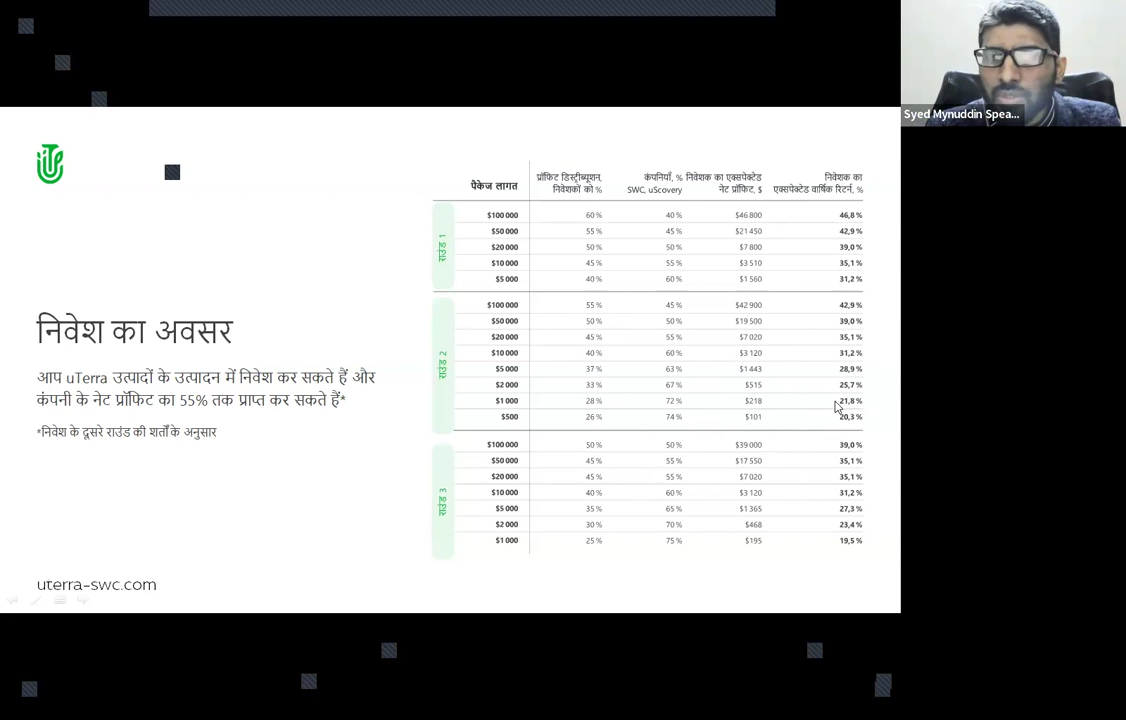 Syed Mynuddin Spea...
निवेश का अवसर
आप uTerra उत्पादों के उत्पादन में निवेश कर सकते हैं और
कंपनी के नेट प्रॉफिट का 55% तक प्राप्त कर सकते हैं*
*निवेश के दूसरे राउंड की शर्तों के अनुसार
uterra-swc.com
पैकेज लागत
प्रॉफिट डिस्ट्रीब्यूशन,
निवेशकों को %
कंपनियाँ, %
SWC, uScovery
निवेशक का एक्सपेक्टेड
नेट प्रॉफिट, $
निवेशक का
एक्सपेक्टेड वार्षिक रिटर्न, %
राउंड 1
$100 000 60 % 40 % $46 800 46,8 %
$50 000 55 % 45 % $21 450 42,9 %
$20 000 50 % 50 % $7 800 39,0 %
$10 000 45 % 55 % $3 510 35,1 %
$5 000 40 % 60 % $1 560 31,2 %
राउंड 2
$100 000 55 % 45 % $42 900 42,9 %
$50 000 50 % 50 % $19 500 39,0 %
$20 000 45 % 55 % $7 020 35,1 %
$10 000 40 % 60 % $3 120 31,2 %
$5 000 37 % 63 % $1 443 28,9 %
$2 000 33 % 67 % $515 25,7 %
$1 000 28 % 72 % $218 21,8 %
$500 26 % 74 % $101 20,3 %
राउंड 3
$100 000 50 % 50 % $39 000 39,0 %
$50 000 45 % 55 % $17 550 35,1 %
$20 000 45 % 55 % $7 020 35,1 %
$10 000 40 % 60 % $3 120 31,2 %
$5 000 35 % 65 % $1 365 27,3 %
$2 000 30 % 70 % $468 23,4 %
$1 000 25 % 75 % $195 19,5 %